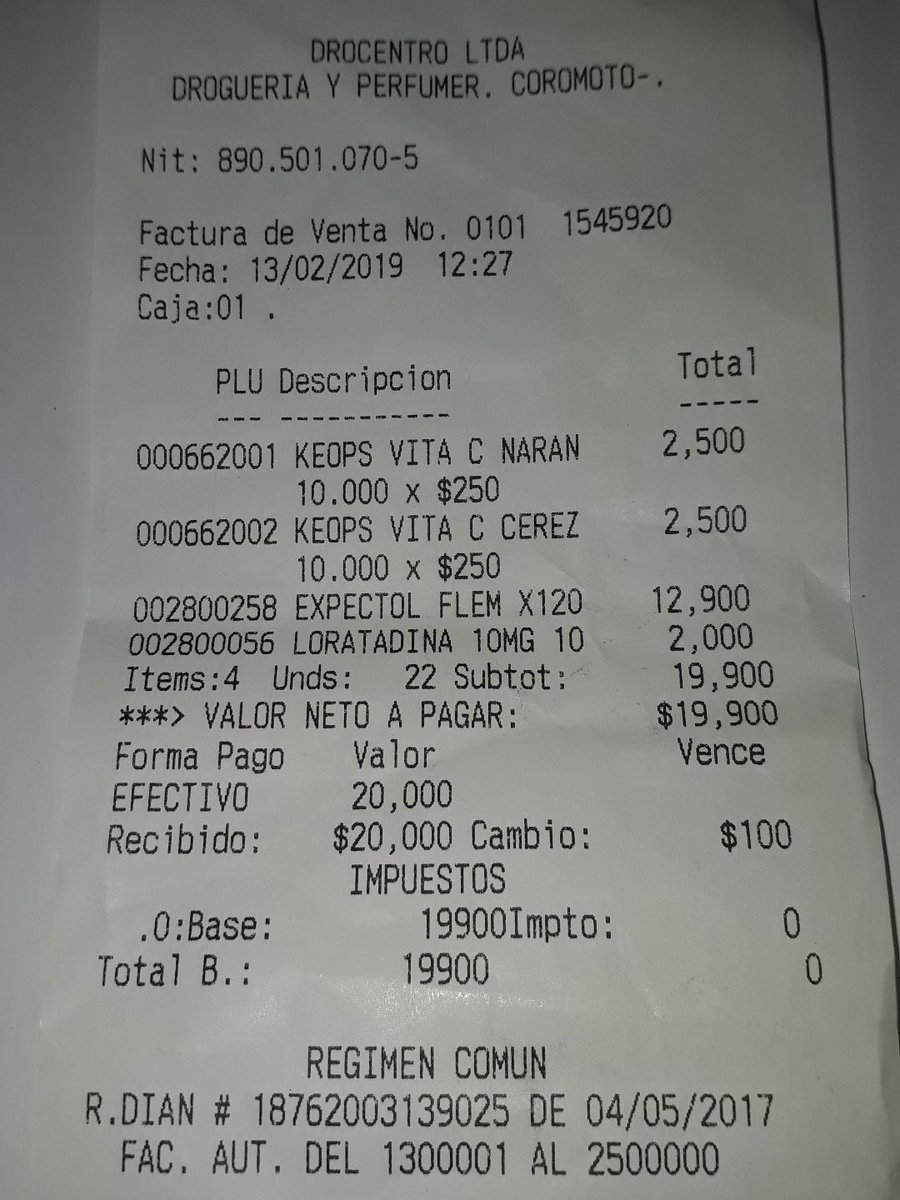 DROCENTRO LTDA
DROGUERIA Y PERFUMER. COROMOTO-.
Nit: 890.501.070-5
Factura de Venta No. 0101 1545920
Fecha: 13/02/2019 12:27
Caja:01 .
PLU Descripcion Total
--- ----------- -----
000662001 KEOPS VITA C NARAN 2,500
10.000 x $250
000662002 KEOPS VITA C CEREZ 2,500
10.000 x $250
002800258 EXPECTOL FLEM X120 12,900
002800056 LORATADINA 10MG 10 2,000
Items:4 Unds: 22 Subtot: 19,900
***> VALOR NETO A PAGAR: $19,900
Forma Pago Valor Vence
EFECTIVO 20,000
Recibido: $20,000 Cambio: $100
IMPUESTOS
.0:Base: 19900Impto: 0
Total B.: 19900 0
REGIMEN COMUN
R.DIAN # 18762003139025 DE 04/05/2017
FAC. AUT. DEL 1300001 AL 2500000